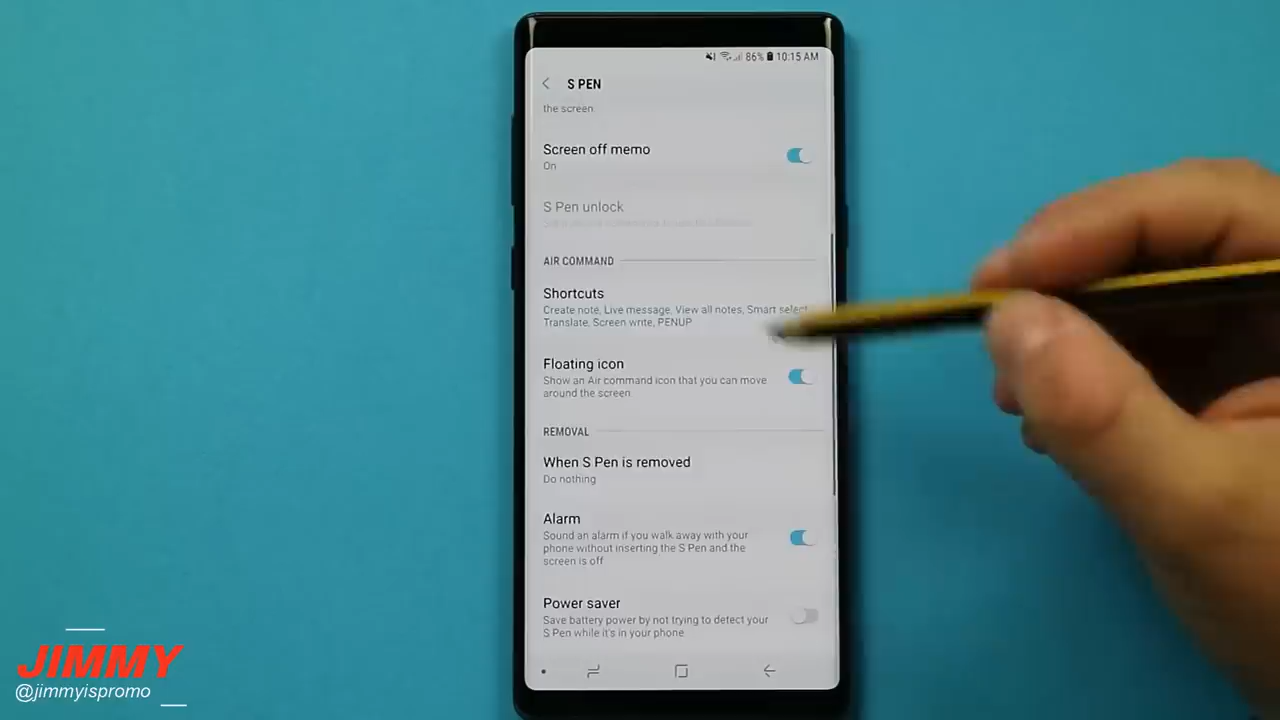 86% 10:15 AM
S PEN
the screen
Screen off memo
On
S Pen unlock
AIR COMMAND
Shortcuts
Create note, Live message, View all notes, Smart select,
Translate, Screen write, PENUP
Floating icon
Show an Air command icon that you can move
around the screen
REMOVAL
When S Pen is removed
Do nothing
Alarm
Sound an alarm if you walk away with your
phone without inserting the S Pen and the
screen is off
Power saver
Save battery power by not trying to detect your
S Pen while it's in your phone
JIMMY
@jimmyispromo